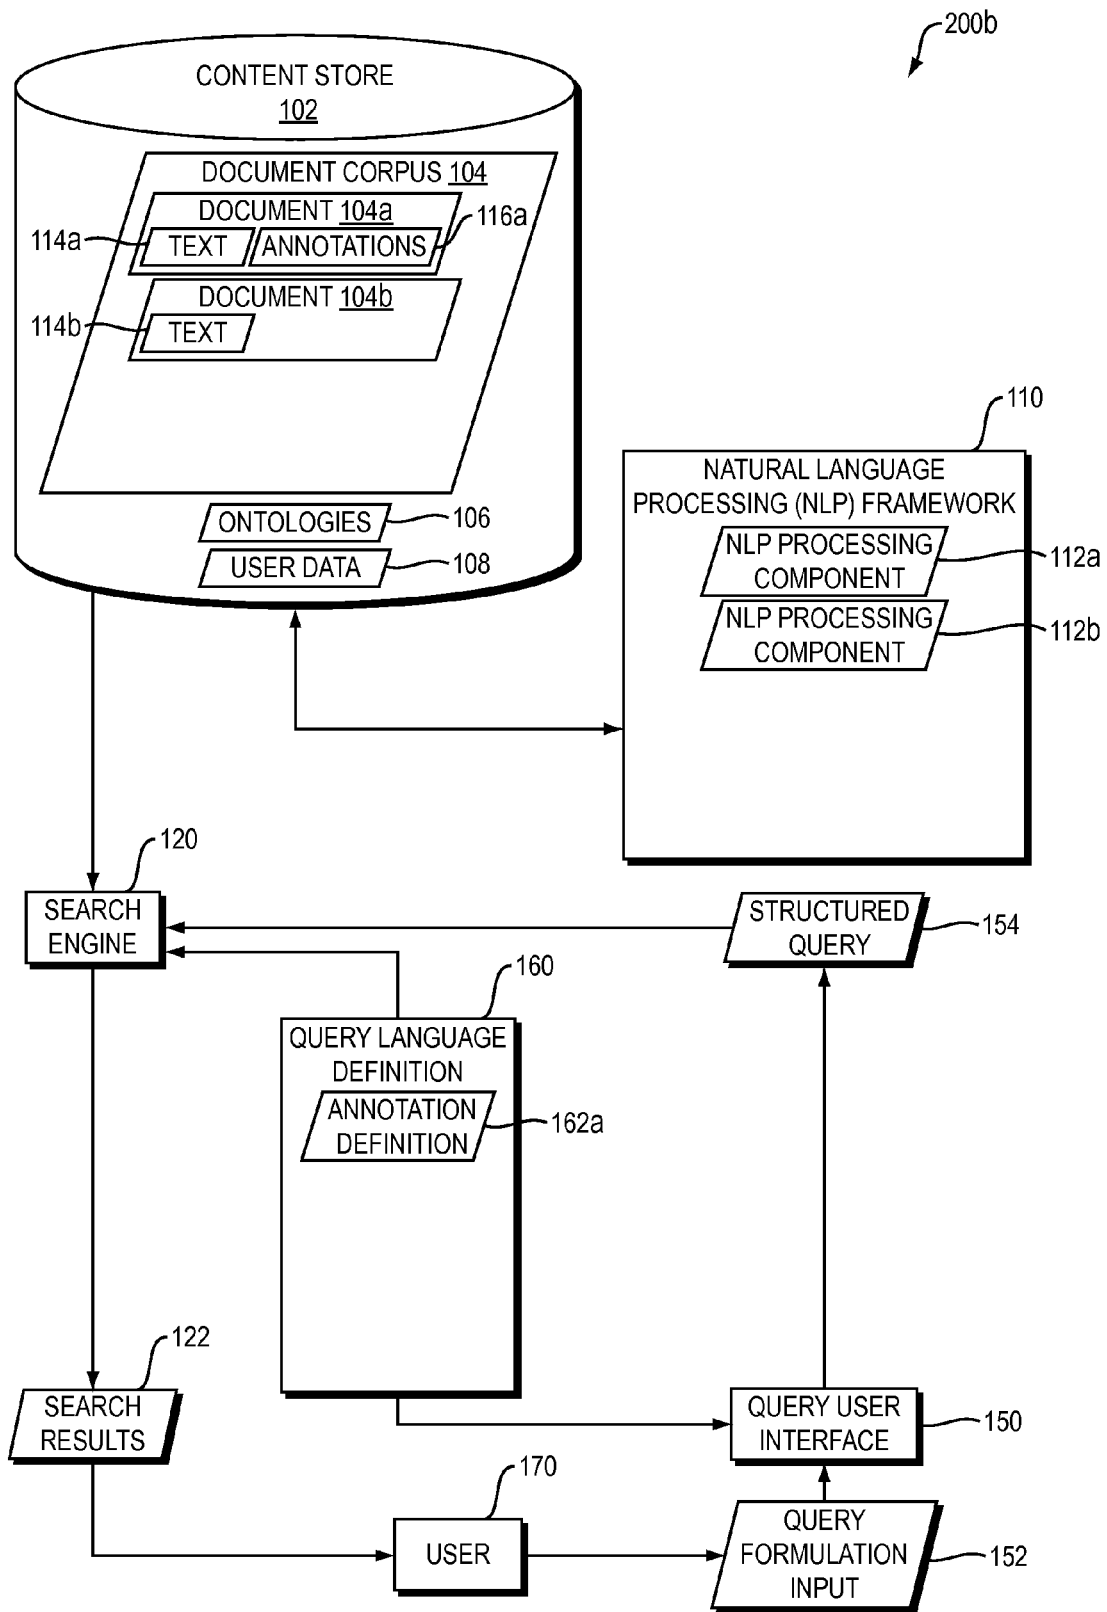 200b
CONTENT STORE
102
DOCUMENT CORPUS 104
DOCUMENT 104a
116a
114a
TEXT
ANNOTATIONS
DOCUMENT 104b
114b
TEXT
110
NATURAL LANGUAGE
PROCESSING (NLP) FRAMEWORK
ONTOLOGIES
106
USER DATA
108
NLP PROCESSING
COMPONENT
112a
NLP PROCESSING
COMPONENT
112b
120
SEARCH
ENGINE
STRUCTURED
QUERY
154
160
QUERY LANGUAGE
DEFINITION
ANNOTATION
DEFINITION
162a
122
SEARCH
RESULTS
QUERY USER
INTERFACE
150
170
USER
QUERY
FORMULATION
INPUT
152